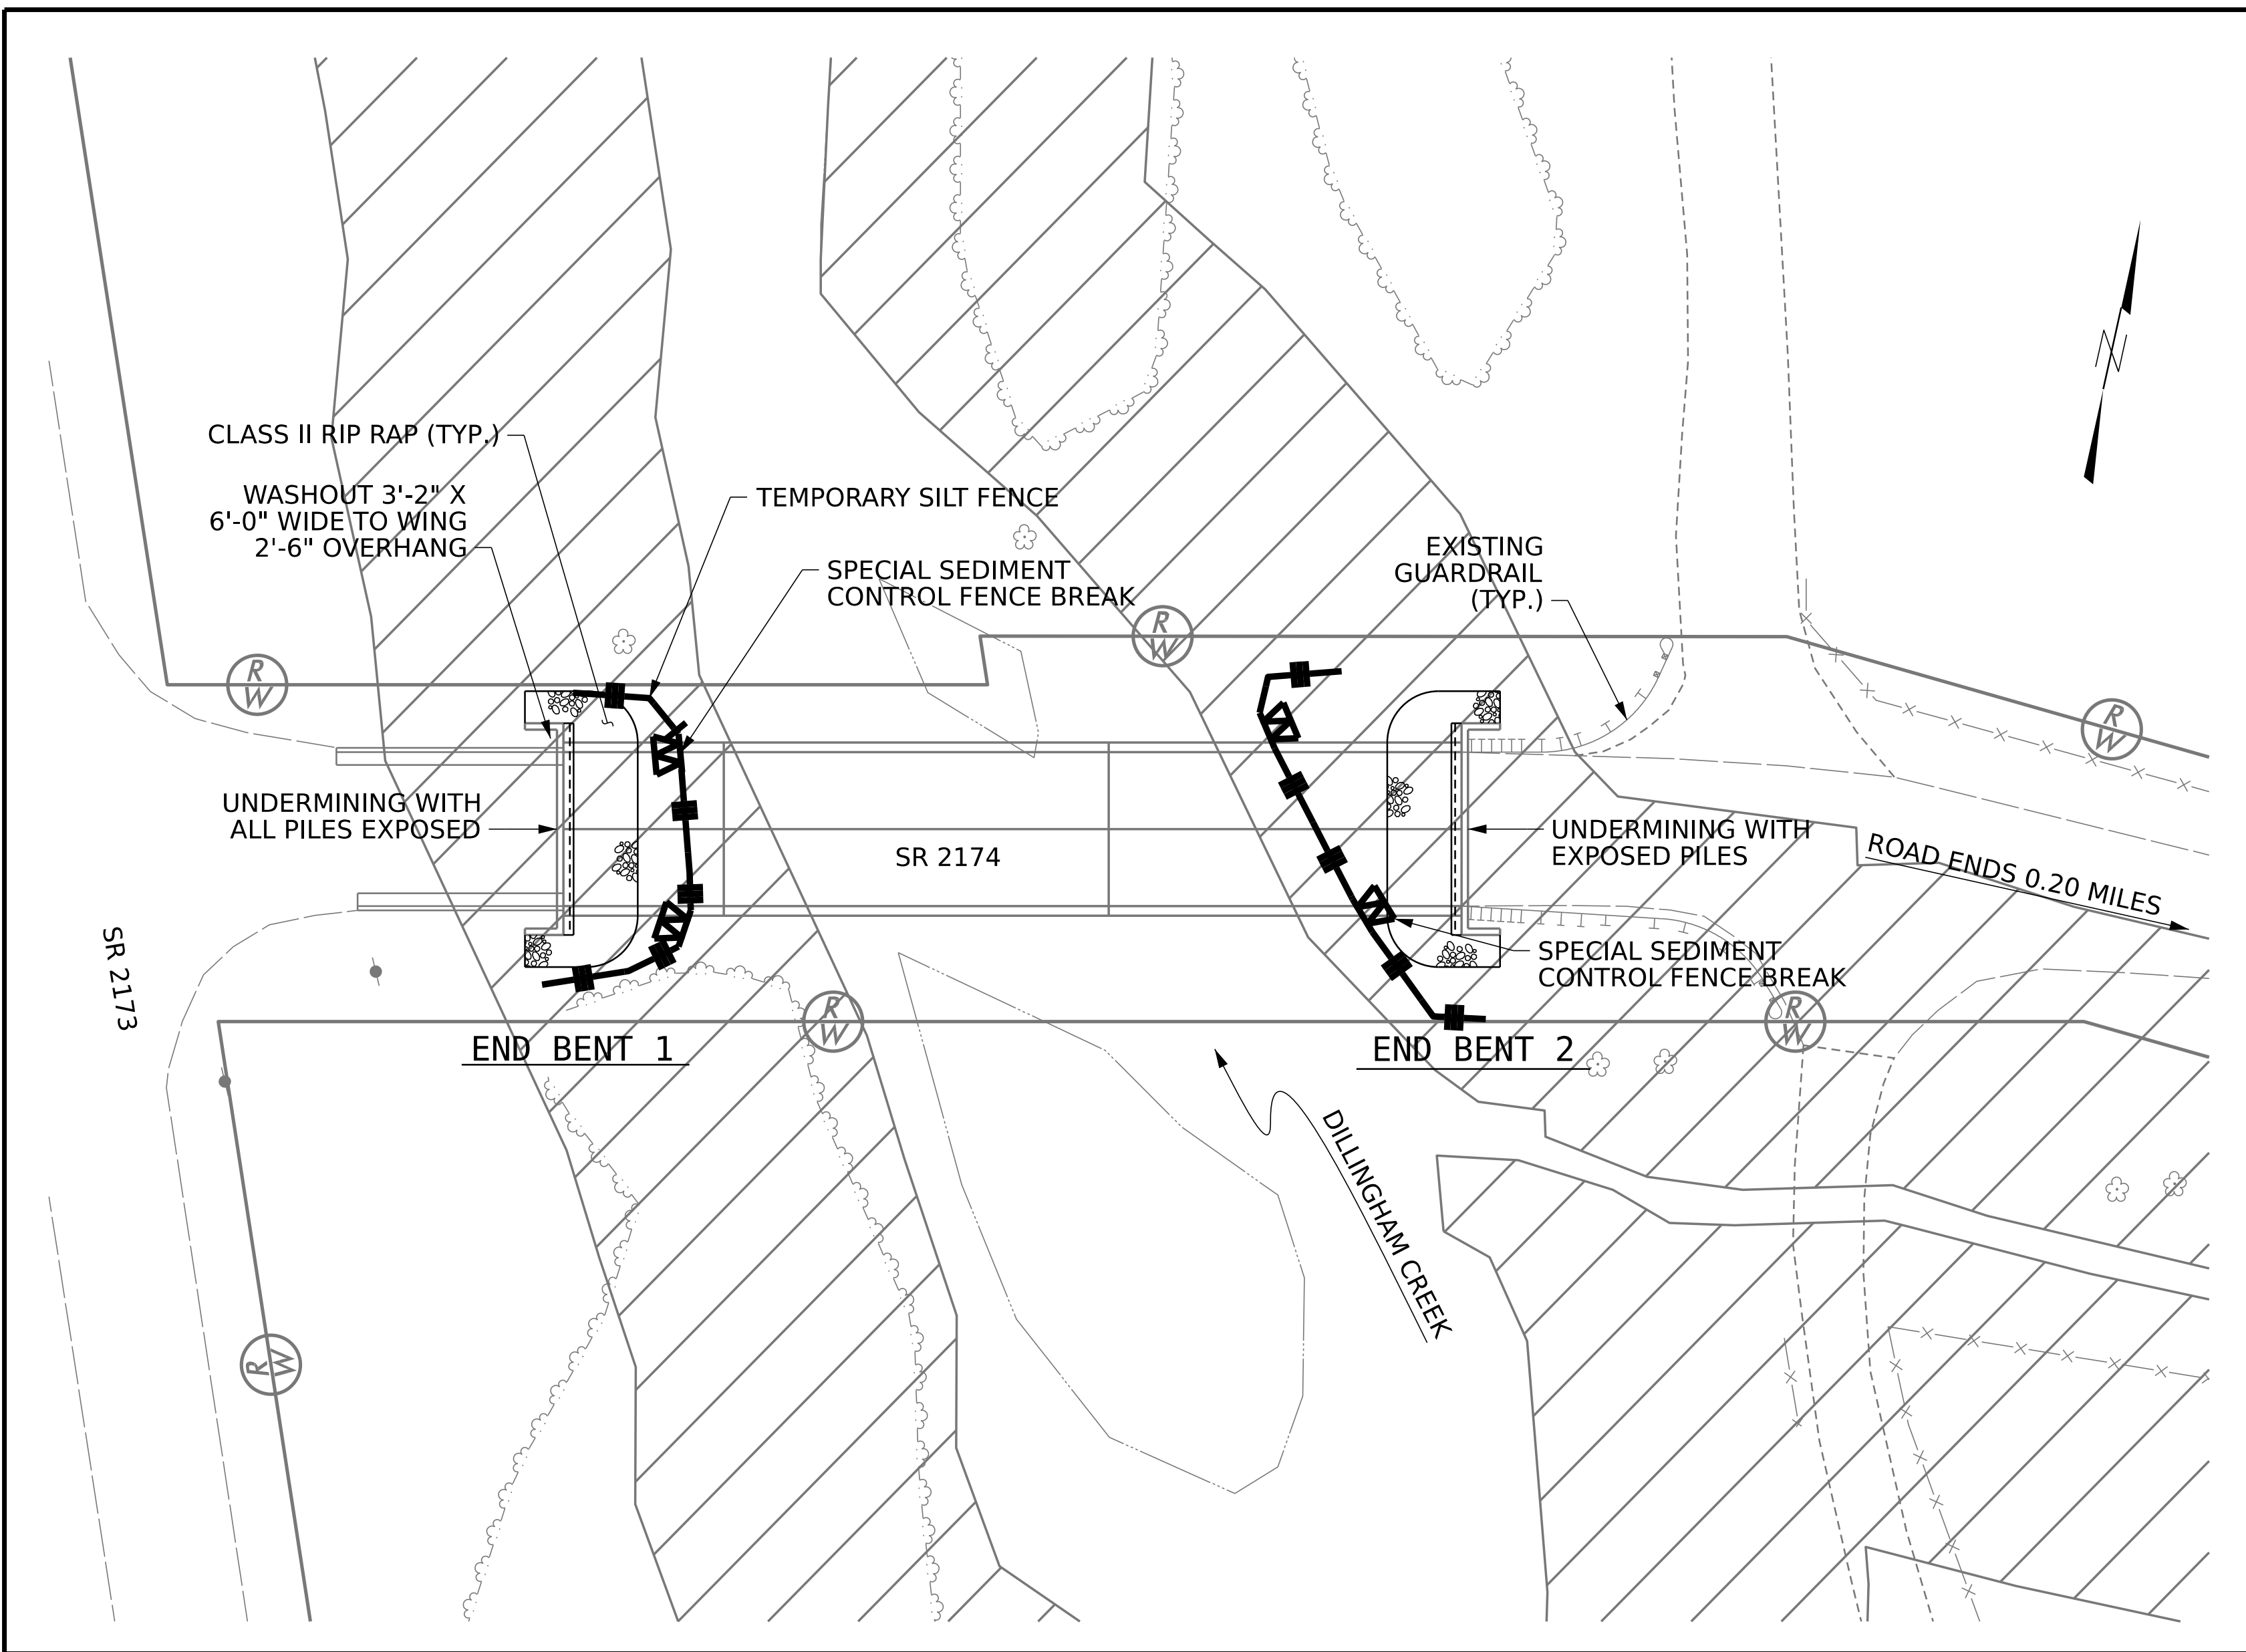 CLASS II RIP RAP (TYP.)
WASHOUT 3'-2" X
6'-0" WIDE TO WING
2'-6" OVERHANG
TEMPORARY SILT FENCE
SPECIAL SEDIMENT
CONTROL FENCE BREAK
EXISTING
GUARDRAIL
(TYP.)
N
R
W
R
W
R
W
UNDERMINING WITH
ALL PILES EXPOSED
SR 2174
UNDERMINING WITH
EXPOSED PILES
ROAD ENDS 0.20 MILES
SR 2173
SPECIAL SEDIMENT
CONTROL FENCE BREAK
R
W
R
W
END BENT 1
END BENT 2
DILLINGHAM CREEK
R
W